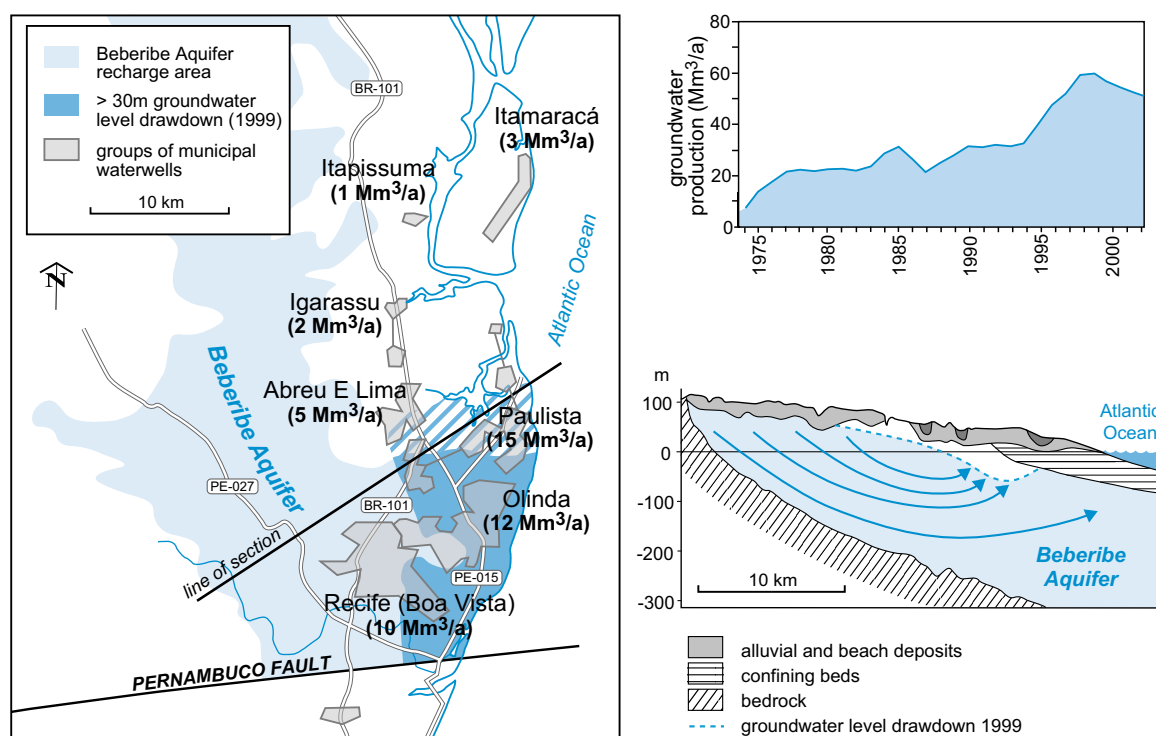 Beberibe Aquifer
recharge area
> 30m groundwater
level drawdown (1999)
groups of municipal
waterwells
10 km
N
BR-101
Itamaracá
(3 Mm³/a)
Itapissuma
(1 Mm³/a)
Atlantic Ocean
Igarassu
(2 Mm³/a)
Beberibe Aquifer
Abreu E Lima
(5 Mm³/a)
Paulista
(15 Mm³/a)
PE-027
BR-101
Olinda
(12 Mm³/a)
line of section
PE-015
Recife (Boa Vista)
(10 Mm³/a)
PERNAMBUCO FAULT
groundwater
production (Mm³/a)
80
60
40
20
0
1975
1980
1985
1990
1995
2000
m
100
0
-100
-200
-300
Atlantic
Ocean
Beberibe
Aquifer
10 km
alluvial and beach deposits
confining beds
bedrock
groundwater level drawdown 1999